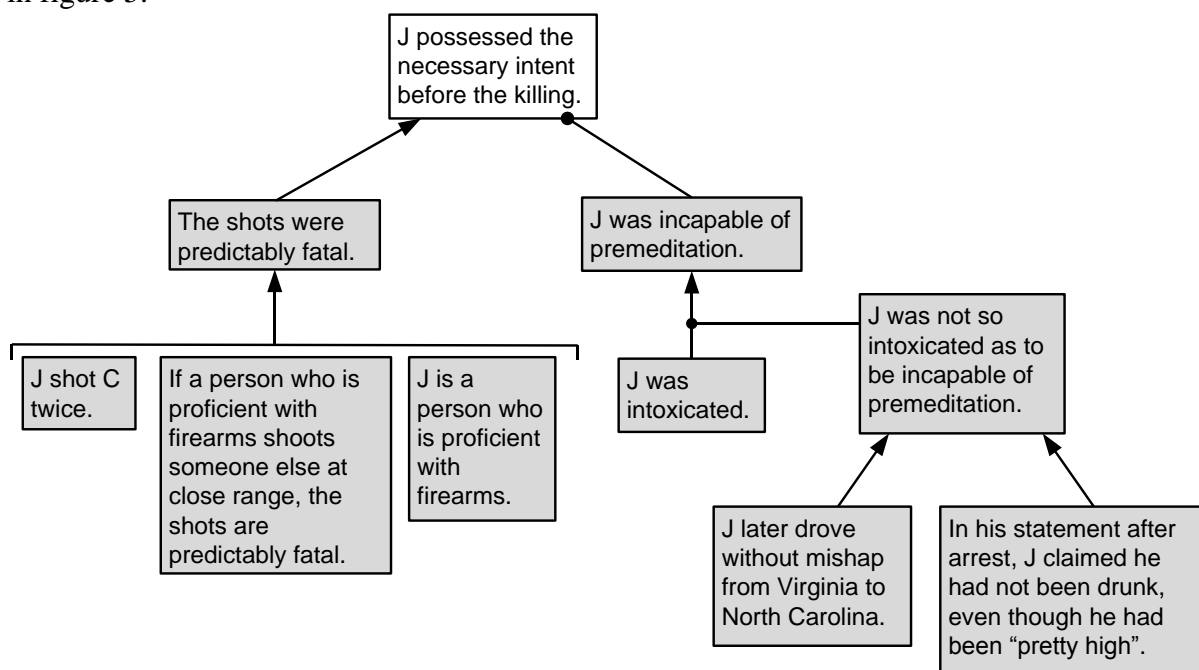 in figure
J possessed the
necessary intent
before the killing.
The shots were
predictably fatal.
J was incapable of
premeditation.
J shot C
twice.
If a person who is
proficient with
firearms shoots
someone else at
close range, the
shots are
predictably fatal.
J is a
person who
is proficient
with
firearms.
J was
intoxicated.
J was not so
intoxicated as to
be incapable of
premeditation.
J later drove
without mishap
from Virginia to
North Carolina.
In his statement after
arrest, J claimed he
had not been drunk,
even though he had
been “pretty high”.